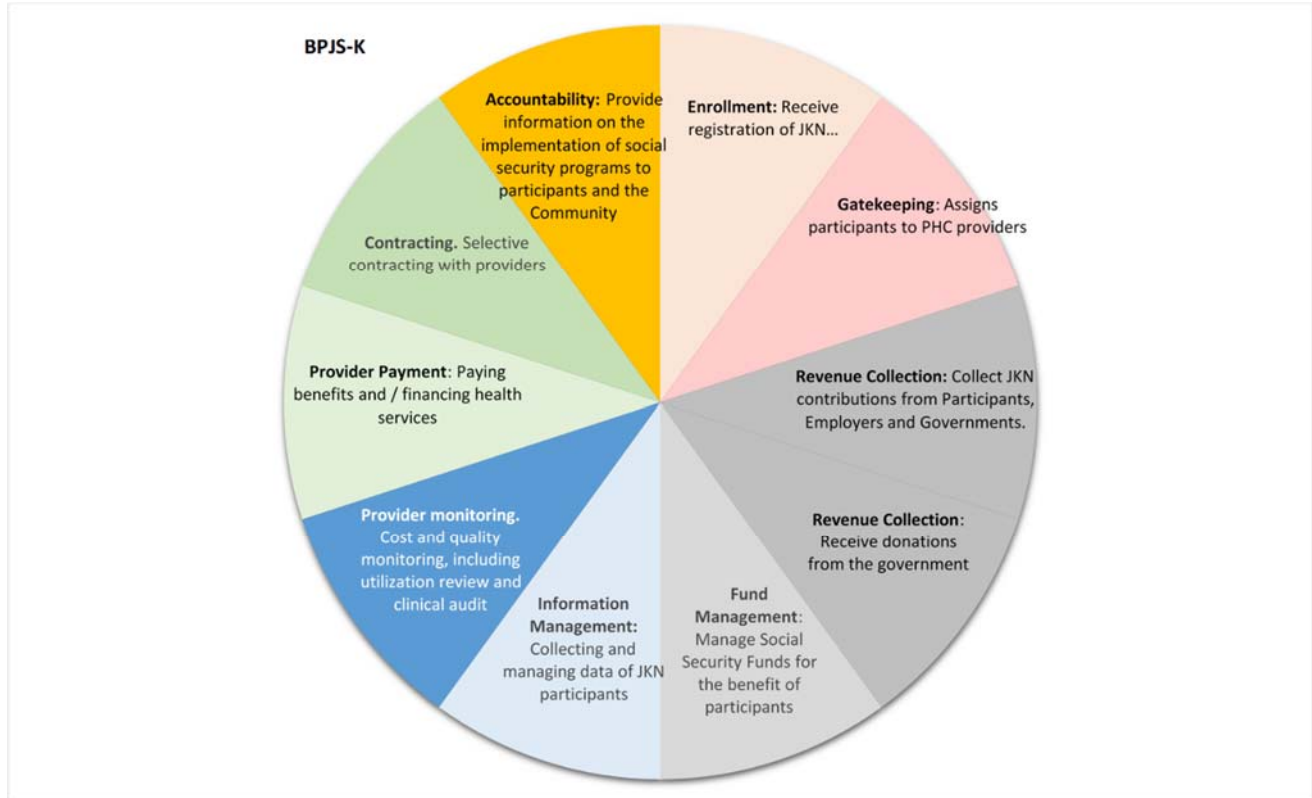 BPJS-K
Accountability: Provide
information on the
implementation of social
security programs to
participants and the
Community
Enrollment: Receive
registration of JKN...
Gatekeeping: Assigns
participants to PHC providers
Revenue Collection: Collect JKN
contributions from Participants,
Employers and Governments.
Revenue Collection:
Receive donations
from the government
Fund
Management:
Manage Social
Security Funds for
the benefit of
participants
Information
Management:
Collecting and
managing data of JKN
participants
Provider monitoring.
Cost and quality
monitoring, including
utilization review and
clinical audit
Provider Payment: Paying
benefits and / financing health
services
Contracting. Selective
contracting with providers